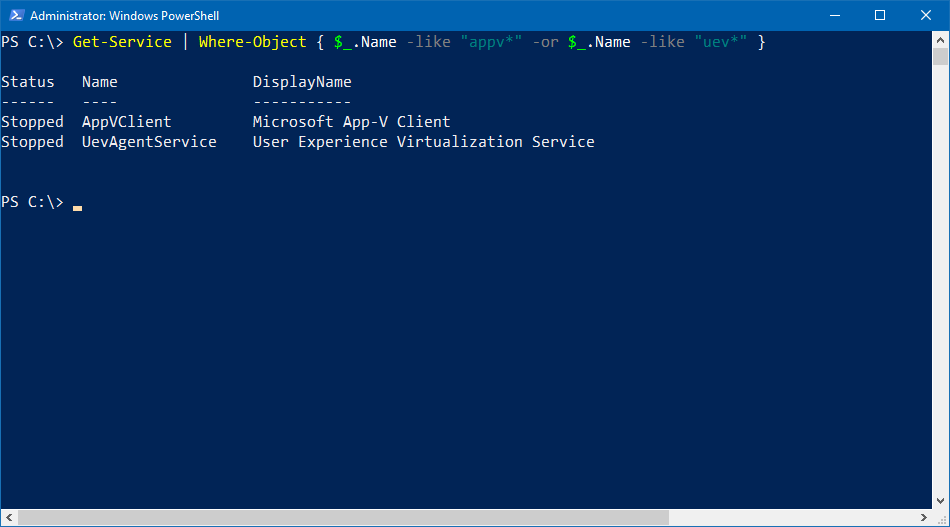 Administrator: Windows PowerShell
PS C:\> Get-Service | Where-Object { $_.Name -like "appv*" -or $_.Name -like "uev*" }
Status   Name               DisplayName
------   ----               -----------
Stopped  AppVClient         Microsoft App-V Client
Stopped  UevAgentService    User Experience Virtualization Service
PS C:\>